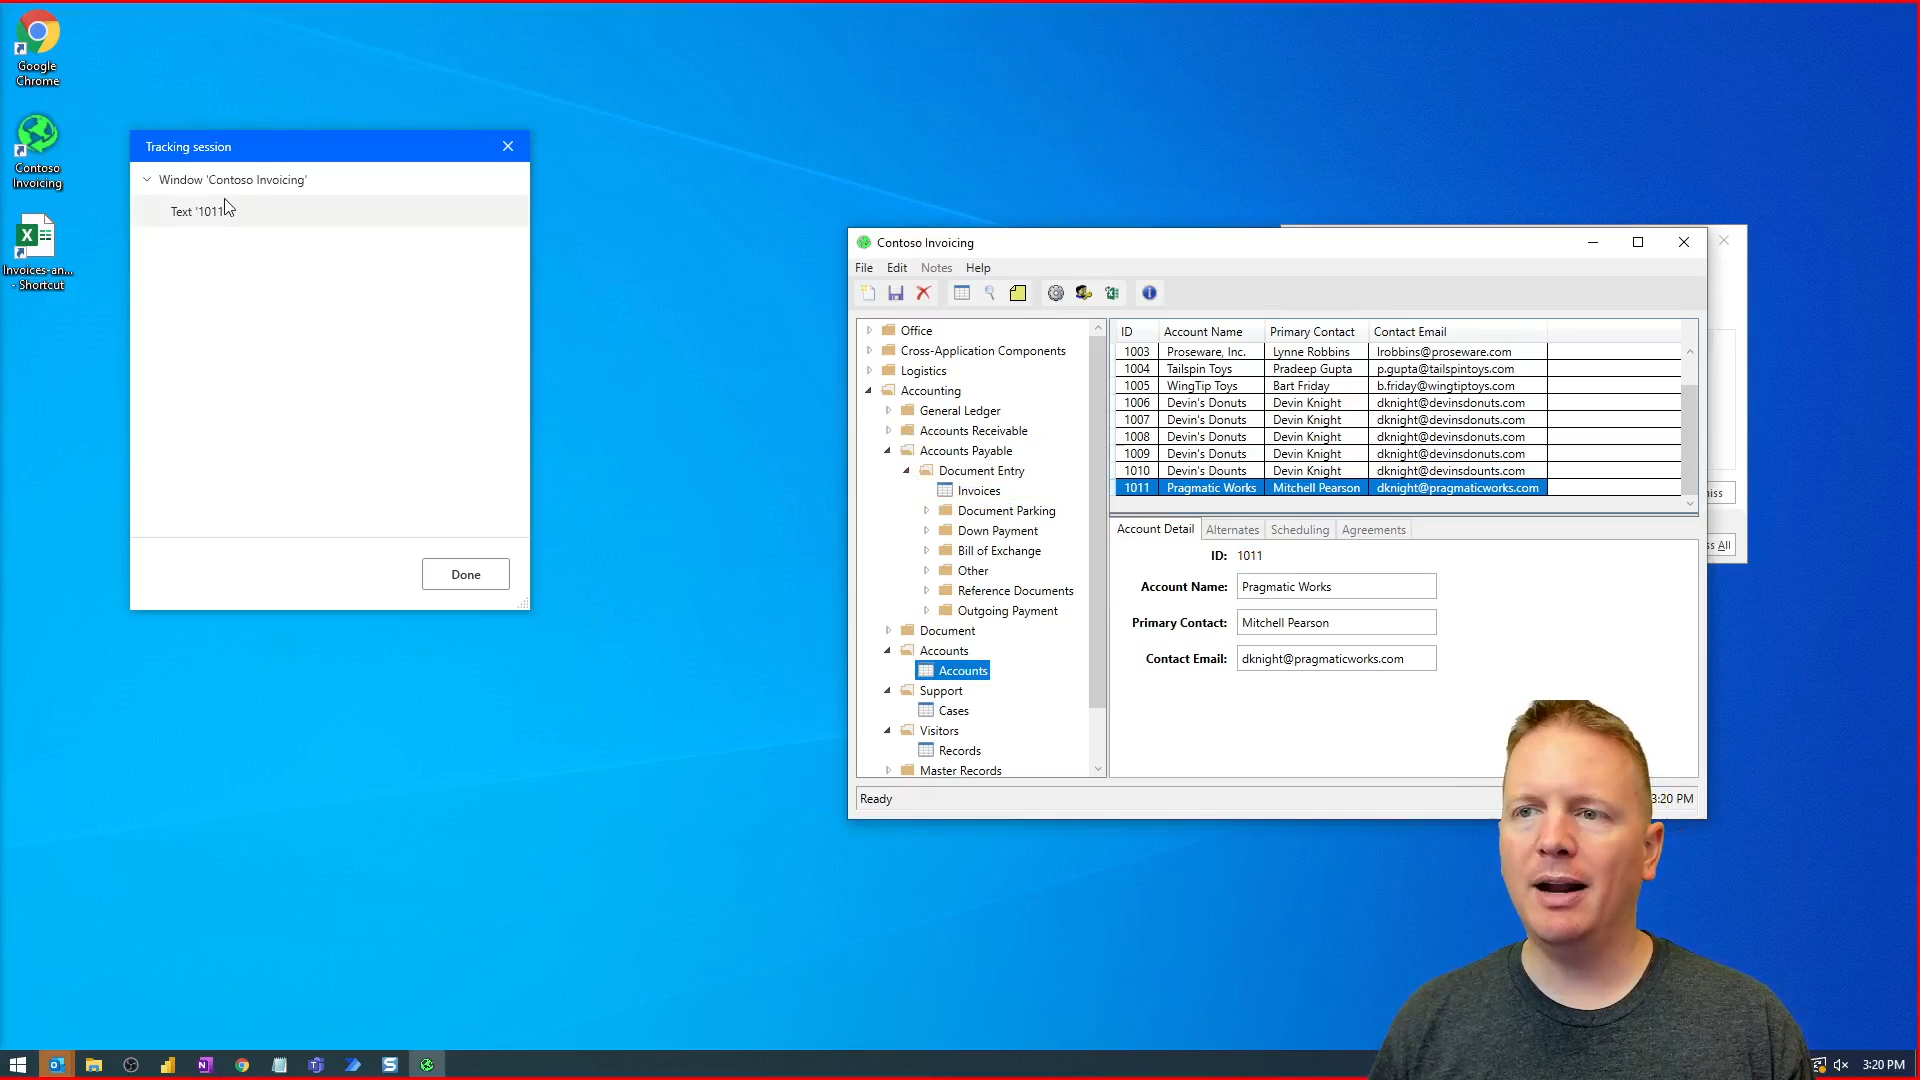 Google
Chrome
Contoso
Invoicing
Invoices-an...
- Shortcut
Tracking session
Window 'Contoso Invoicing'
Text '1011
Done
Contoso Invoicing
File Edit Notes Help
Office
Cross-Application Components
Logistics
Accounting
General Ledger
Accounts Receivable
Accounts Payable
Document Entry
Invoices
Document Parking
Down Payment
Bill of Exchange
Other
Reference Documents
Outgoing Payment
Document
Accounts
Accounts
Support
Cases
Visitors
Records
Master Records
ID Account Name Primary Contact Contact Email
1003 Proseware, Inc. Lynne Robbins lrobbins@proseware.com
1004 Tailspin Toys Pradeep Gupta p.gupta@tailspintoys.com
1005 WingTip Toys Bart Friday b.friday@wingtiptoys.com
1006 Devin's Donuts Devin Knight dknight@devinsdonuts.com
1007 Devin's Donuts Devin Knight dknight@devinsdonuts.com
1008 Devin's Donuts Devin Knight dknight@devinsdonuts.com
1009 Devin's Donuts Devin Knight dknight@devinsdonuts.com
1010 Devin's Dounts Devin Knight dknight@devinsdounts.com
1011 Pragmatic Works Mitchell Pearson dknight@pragmaticworks.com
Account Detail Alternates Scheduling Agreements
ID: 1011
Account Name: Pragmatic Works
Primary Contact: Mitchell Pearson
Contact Email: dknight@pragmaticworks.com
Ready
3:20 PM
iss
ss All
3:20 PM